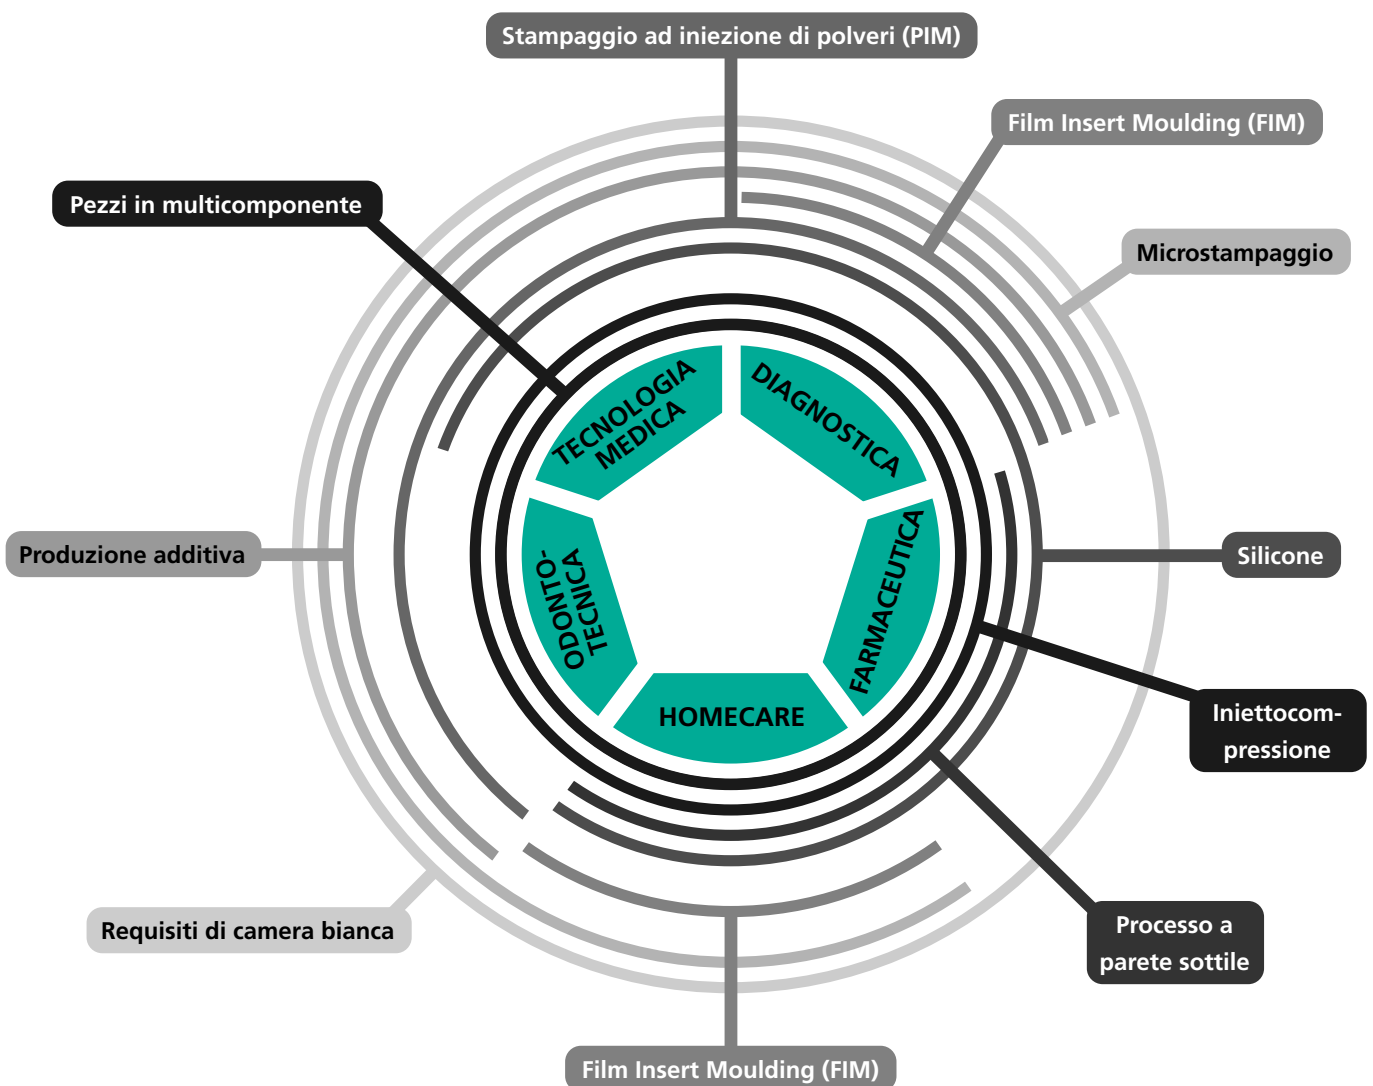 Stampaggio ad iniezione di polveri (PIM)
Film Insert Moulding (FIM)
Pezzi in multicomponente
Microstampaggio
TECNOLOGIA
MEDICA
DIAGNOSTICA
Produzione additiva
ODONTO-
TECNICA
FARMACEUTICA
Silicone
HOMECARE
Iniettocom-
pressione
Requisiti di camera bianca
Processo a
parete sottile
Film Insert Moulding (FIM)